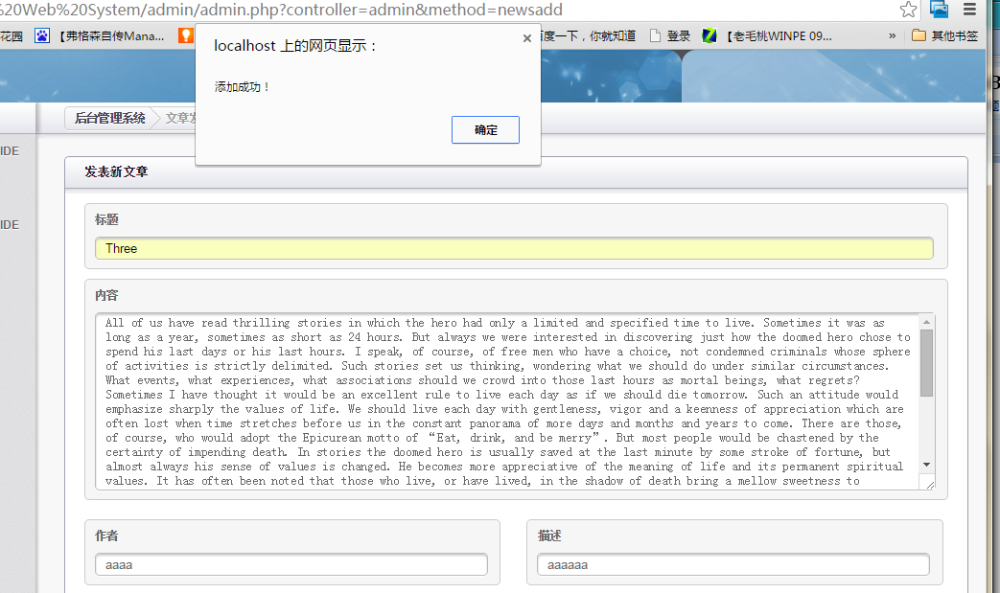 %20Web%20System/admin/admin.php?controller=admin&method=newsadd
花园 【弗格森自传Mana... 百度一下，你就知道 登录 【老毛桃WINPE 09... » 其他书签
localhost 上的网页显示：
添加成功！
确定
后台管理系统 文章发
IDE
IDE
发表新文章
标题
Three
内容
All of us have read thrilling stories in which the hero had only a limited and specified time to live. Sometimes it was as
long as a year, sometimes as short as 24 hours. But always we were interested in discovering just how the doomed hero chose to
spend his last days or his last hours. I speak, of course, of free men who have a choice, not condemned criminals whose sphere
of activities is strictly delimited. Such stories set us thinking, wondering what we should do under similar circumstances.
What events, what experiences, what associations should we crowd into those last hours as mortal beings, what regrets?
Sometimes I have thought it would be an excellent rule to live each day as if we should die tomorrow. Such an attitude would
emphasize sharply the values of life. We should live each day with gentleness, vigor and a keenness of appreciation which are
often lost when time stretches before us in the constant panorama of more days and months and years to come. There are those,
of course, who would adopt the Epicurean motto of “Eat, drink, and be merry”. But most people would be chastened by the
certainty of impending death. In stories the doomed hero is usually saved at the last minute by some stroke of fortune, but
almost always his sense of values is changed. He becomes more appreciative of the meaning of life and its permanent spiritual
values. It has often been noted that those who live, or have lived, in the shadow of death bring a mellow sweetness to
作者
aaaa
描述
aaaaaa